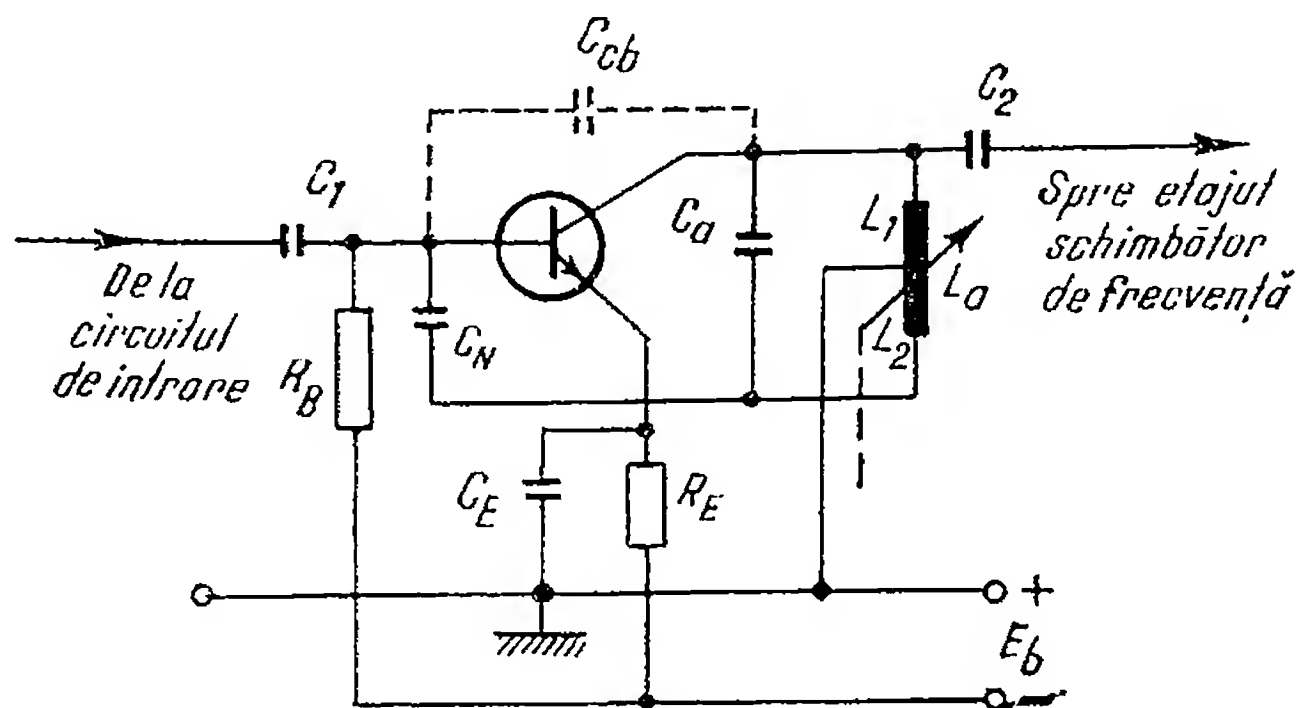 C_cb
C_2
C_1
C_a
L_1
Spre etajul
schimbător
de frecvență
De la
circuitul
de intrare
L_a
R_B
C_N
L_2
C_E
R_E
+
E_b
−